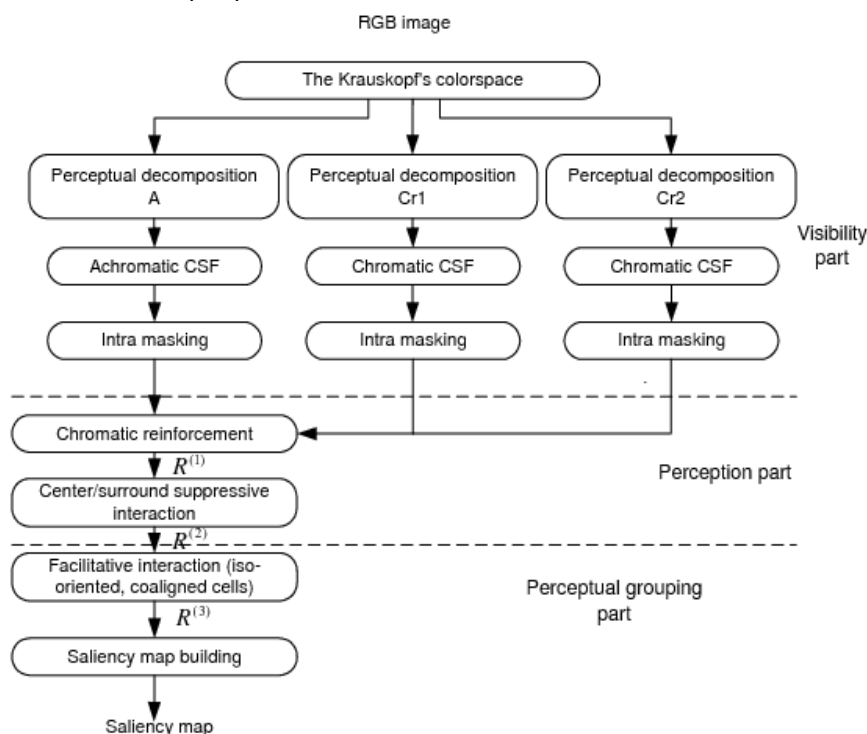 RGB image
The Krauskopf's colorspace
Perceptual decomposition
A
Perceptual decomposition
Cr1
Perceptual decomposition
Cr2
Visibility
part
Achromatic CSF
Chromatic CSF
Chromatic CSF
Intra masking
Intra masking
Intra masking
Chromatic reinforcement
R(1)
Perception part
Center/surround suppressive
interaction
R(2)
Facilitative interaction (iso-
oriented, coaligned cells)
Perceptual grouping
part
R(3)
Saliency map building
Saliency map